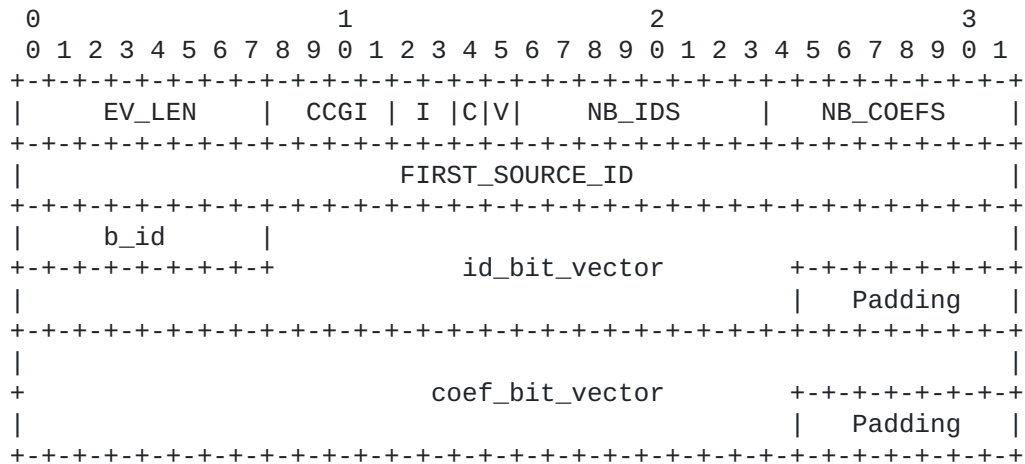 0                   1                   2                   3
 0 1 2 3 4 5 6 7 8 9 0 1 2 3 4 5 6 7 8 9 0 1 2 3 4 5 6 7 8 9 0 1
+-+-+-+-+-+-+-+-+-+-+-+-+-+-+-+-+-+-+-+-+-+-+-+-+-+-+-+-+-+-+-+-+
|     EV_LEN    |  CCGI | I |C|V|    NB_IDS     |   NB_COEFS    |
+-+-+-+-+-+-+-+-+-+-+-+-+-+-+-+-+-+-+-+-+-+-+-+-+-+-+-+-+-+-+-+-+
|                        FIRST_SOURCE_ID                        |
+-+-+-+-+-+-+-+-+-+-+-+-+-+-+-+-+-+-+-+-+-+-+-+-+-+-+-+-+-+-+-+-+
|     b_id      |                                               |
+-+-+-+-+-+-+-+-+            id_bit_vector        +-+-+-+-+-+-+-+
|                                                 |   Padding   |
+-+-+-+-+-+-+-+-+-+-+-+-+-+-+-+-+-+-+-+-+-+-+-+-+-+-+-+-+-+-+-+-+
|                                                               |
+                          coef_bit_vector        +-+-+-+-+-+-+-+
|                                                 |   Padding   |
+-+-+-+-+-+-+-+-+-+-+-+-+-+-+-+-+-+-+-+-+-+-+-+-+-+-+-+-+-+-+-+-+